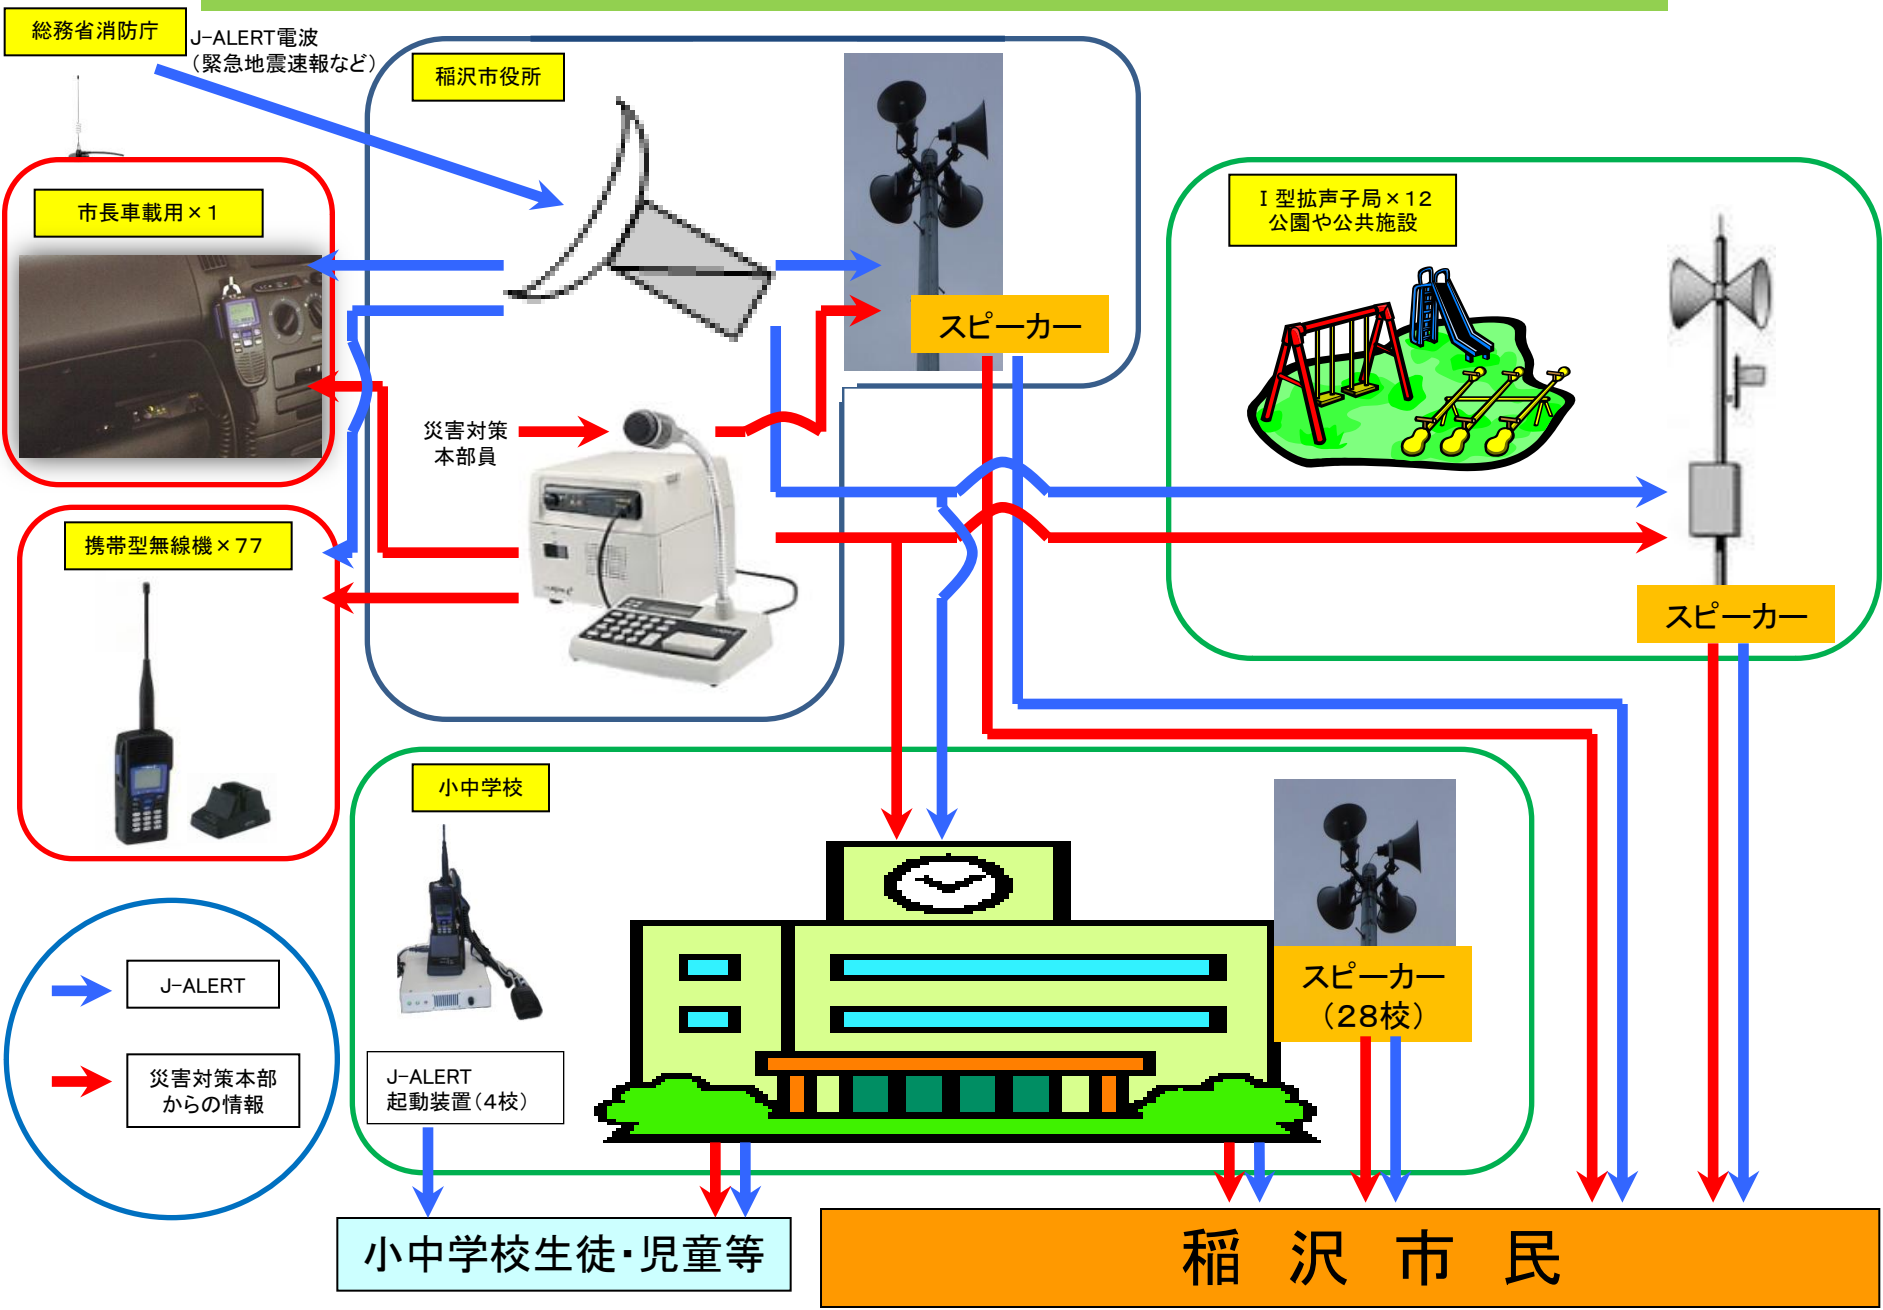 総務省消防庁
J-ALERT電波
（緊急地震速報など）
稲沢市役所
市長車載用×1
Ⅰ型拡声子局×12
公園や公共施設
スピーカー
災害対策
本部員
携帯型無線機×77
スピーカー
小中学校
スピーカー
（28校）
J-ALERT
災害対策本部
からの情報
J-ALERT
起動装置（4校）
小中学校生徒・児童等
稲沢市民